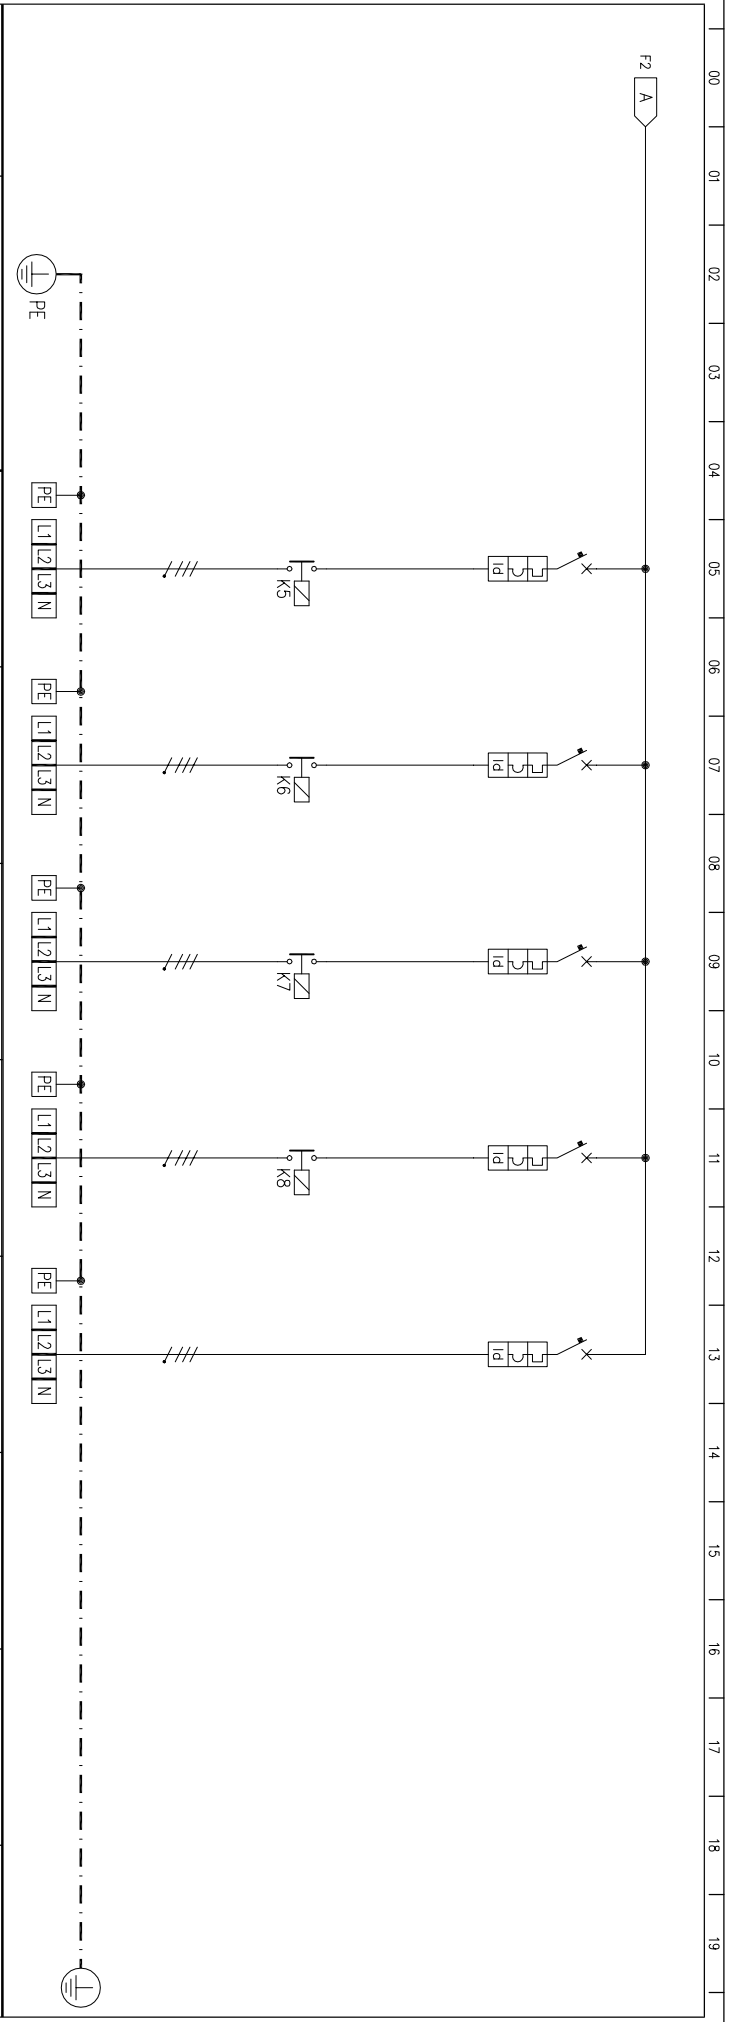 00 01 02 03 04 05 06 07 08 09 10 11 12 13 14 15 16 17 18 19
F2 A
Id Id Id Id Id
K5 K6 K7 K8
PE
PE L1 L2 L3 N PE L1 L2 L3 N PE L1 L2 L3 N PE L1 L2 L3 N PE L1 L2 L3 N